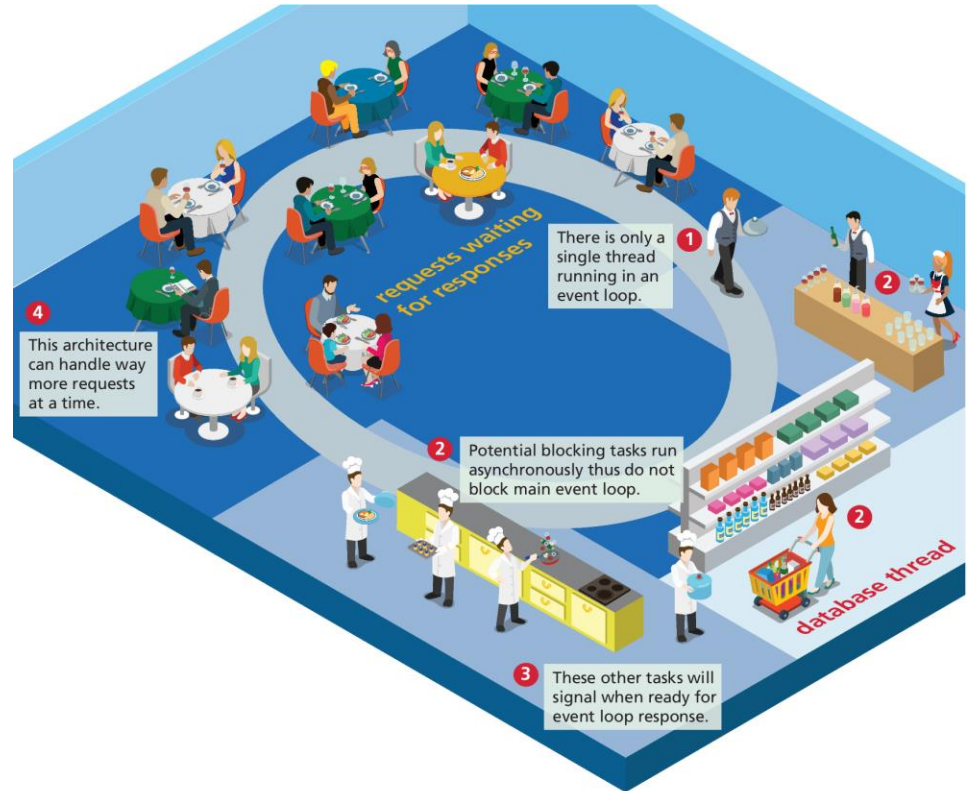 requests waiting
for responses
1
There is only a
single thread
running in an
event loop.
2
4
This architecture
can handle way
more requests
at a time.
2
Potential blocking tasks run
asynchronously thus do not
block main event loop.
2
database thread
3
These other tasks will
signal when ready for
event loop response.